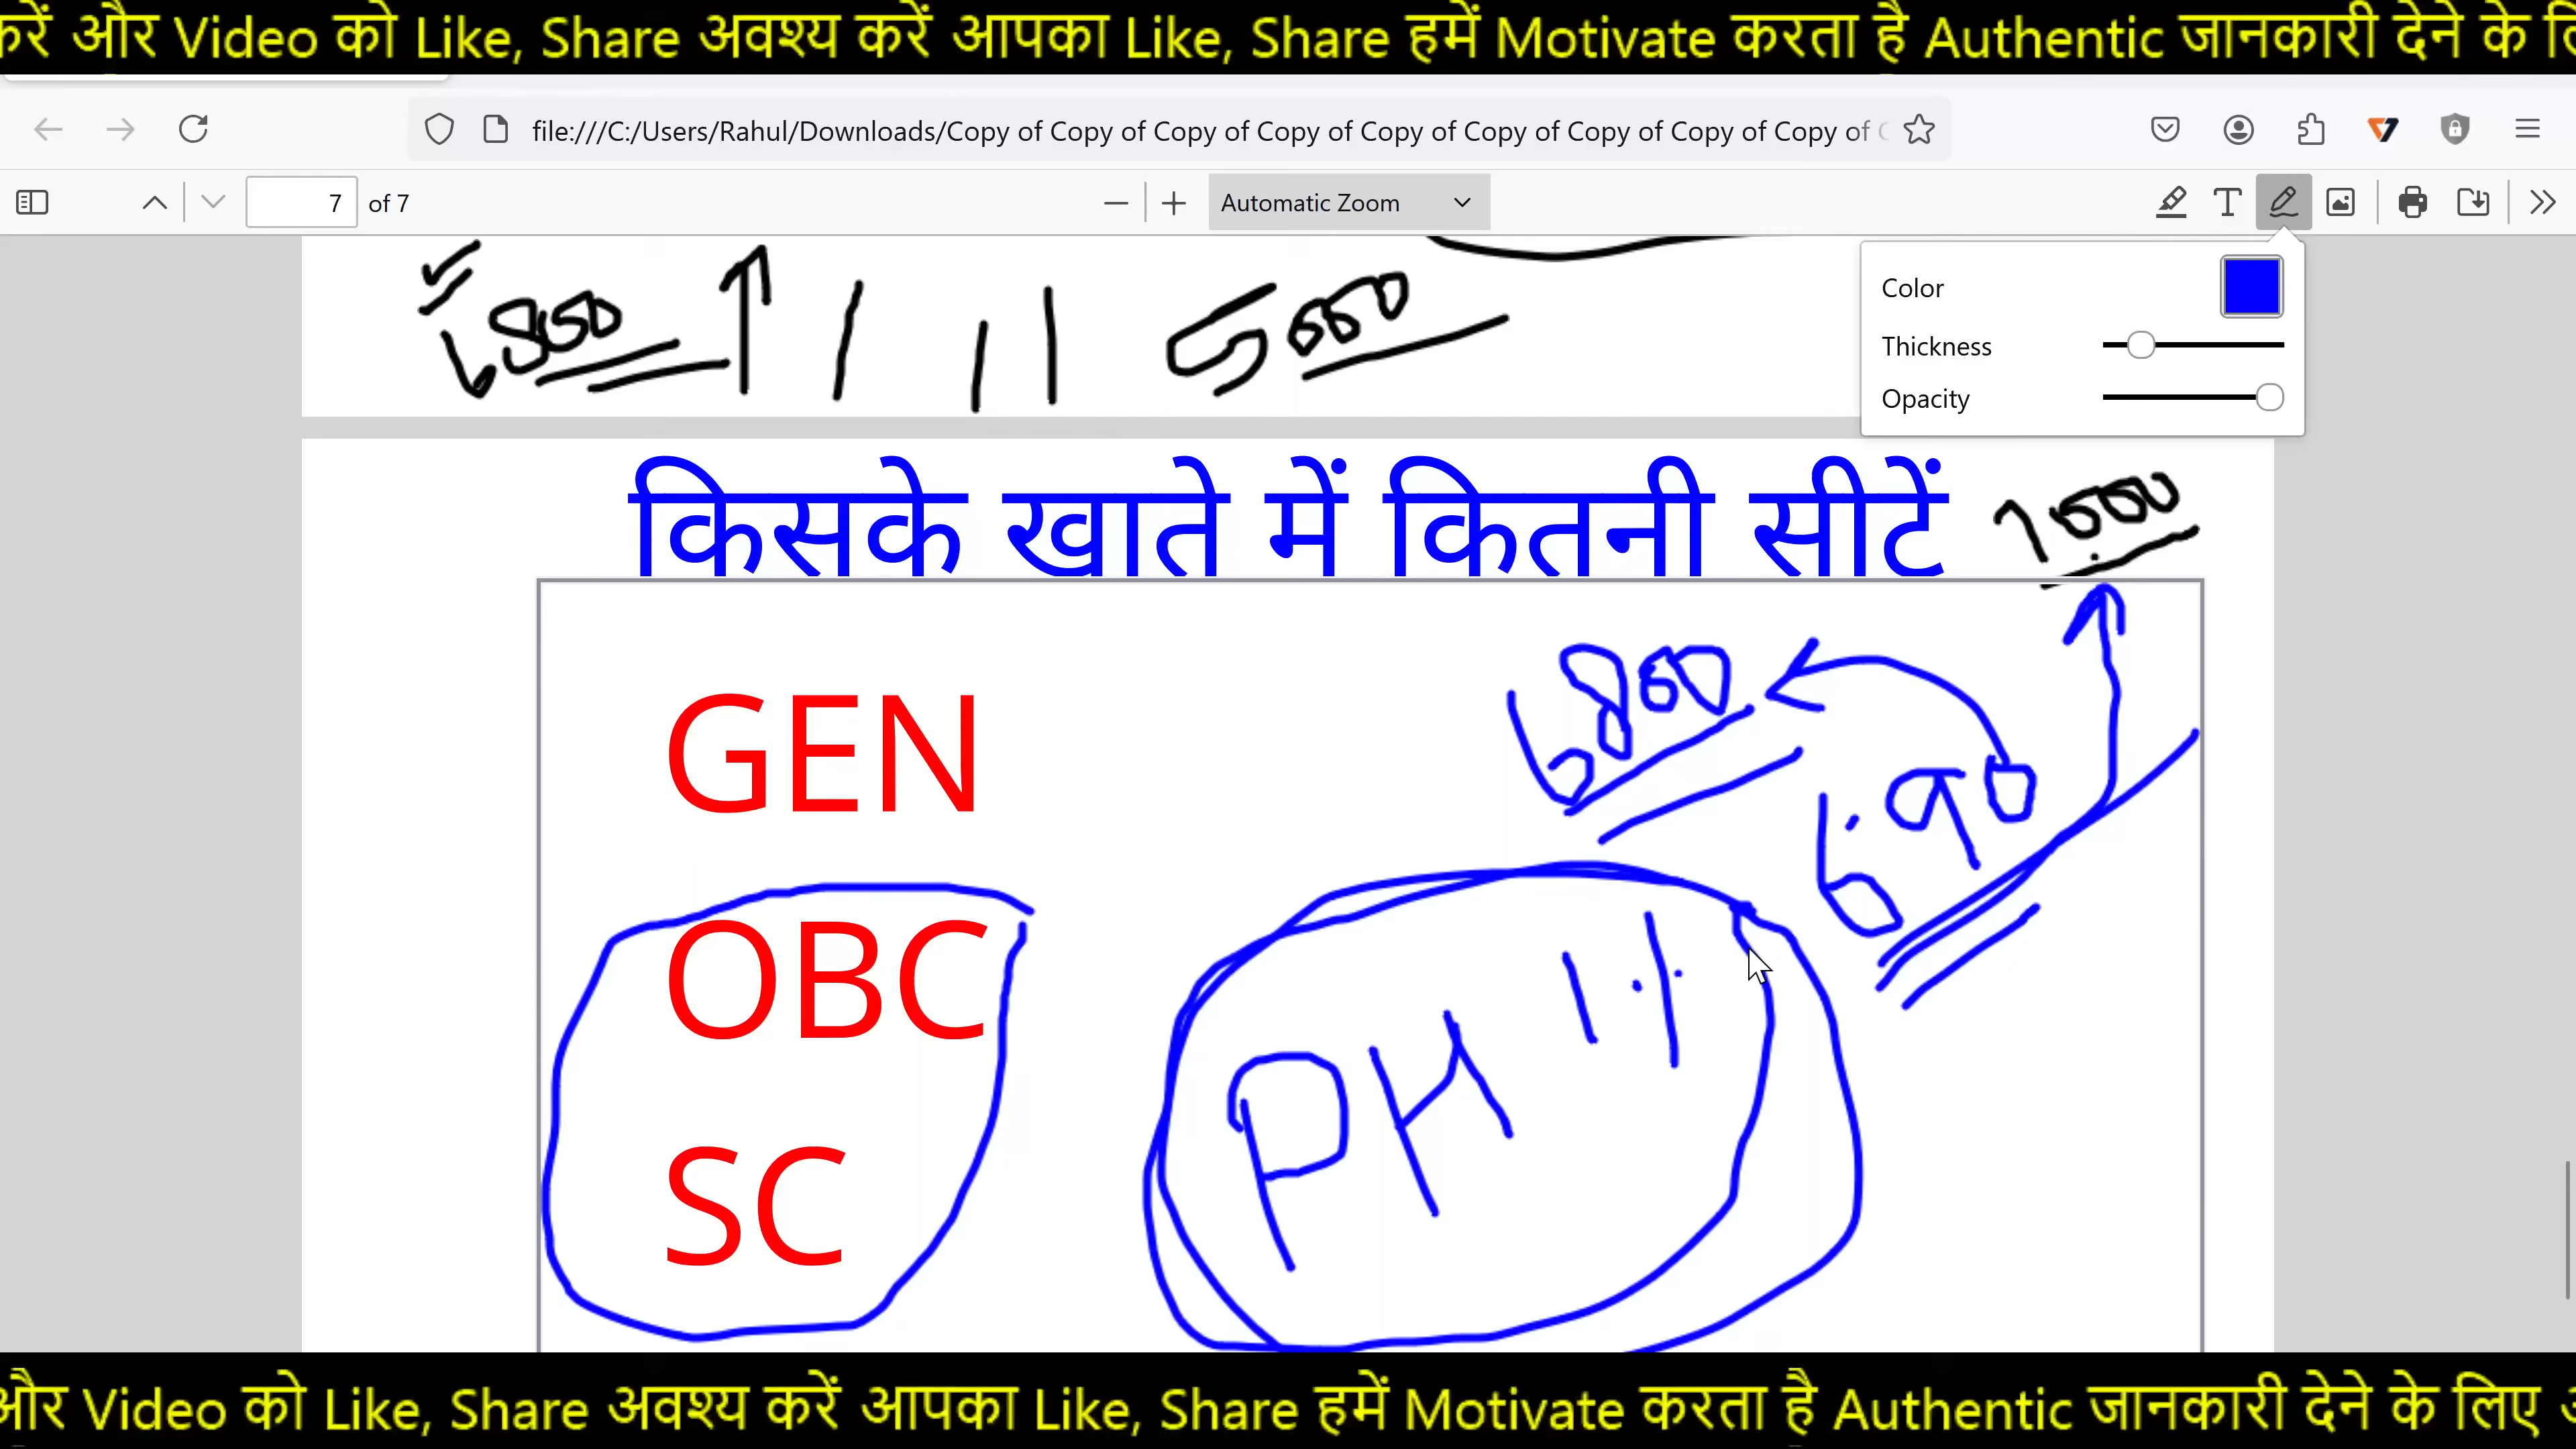 करें और Video को Like, Share अवश्य करें आपका Like, Share हमें Motivate करता है Authentic जानकारी देने के
file:///C:/Users/Rahul/Downloads/Copy of Copy of Copy of Copy of Copy of Copy of Copy of Copy of Copy of
7 of 7
Automatic Zoom
Color
Thickness
Opacity
5000
किसके खाते में कितनी सीटें
7000
GEN
6800
6.90
OBC
PH 1%
SC
और Video को Like, Share अवश्य करें आपका Like, Share हमें Motivate करता है Authentic जानकारी देने के लिए